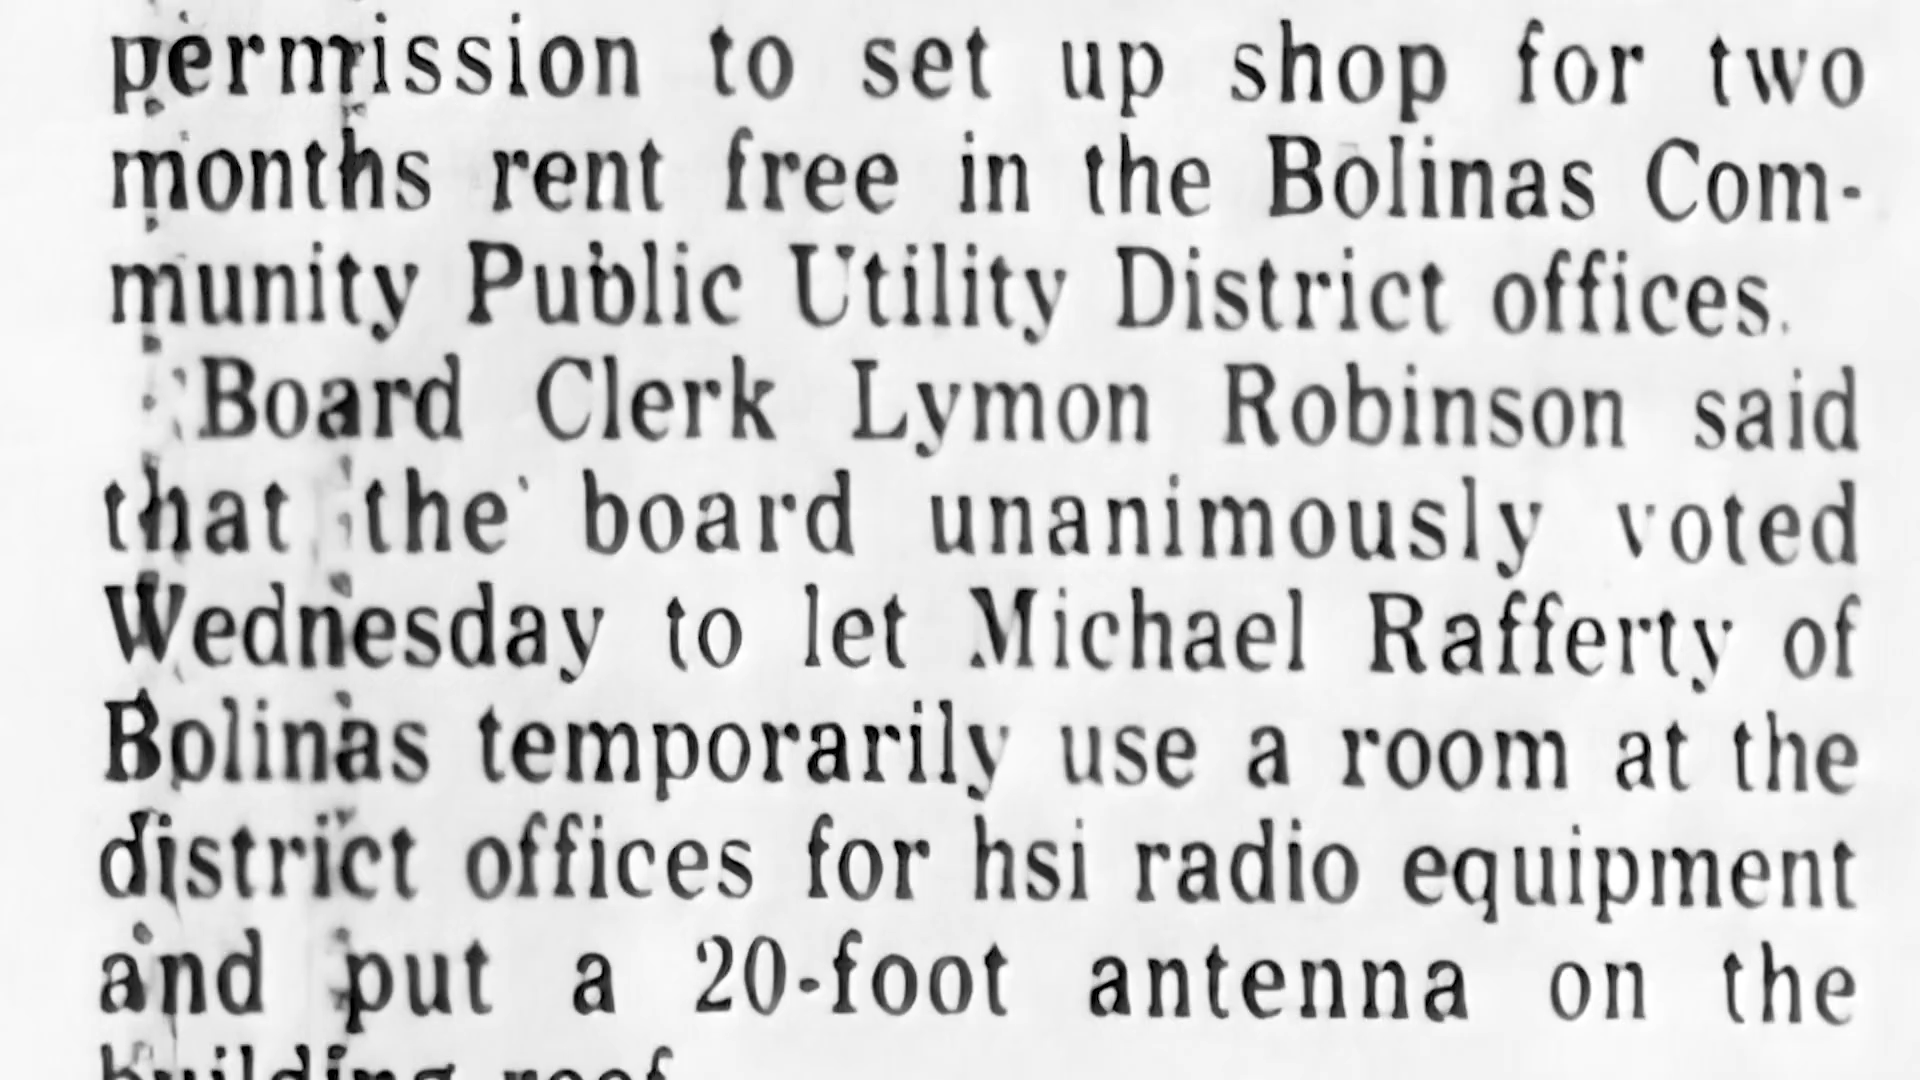 permission to set up shop for two
months rent free in the Bolinas Com-
munity Public Utility District offices.
Board Clerk Lymon Robinson said
that the board unanimously voted
Wednesday to let Michael Rafferty of
Bolinas temporarily use a room at the
district offices for hsi radio equipment
and put a 20-foot antenna on the
building roof